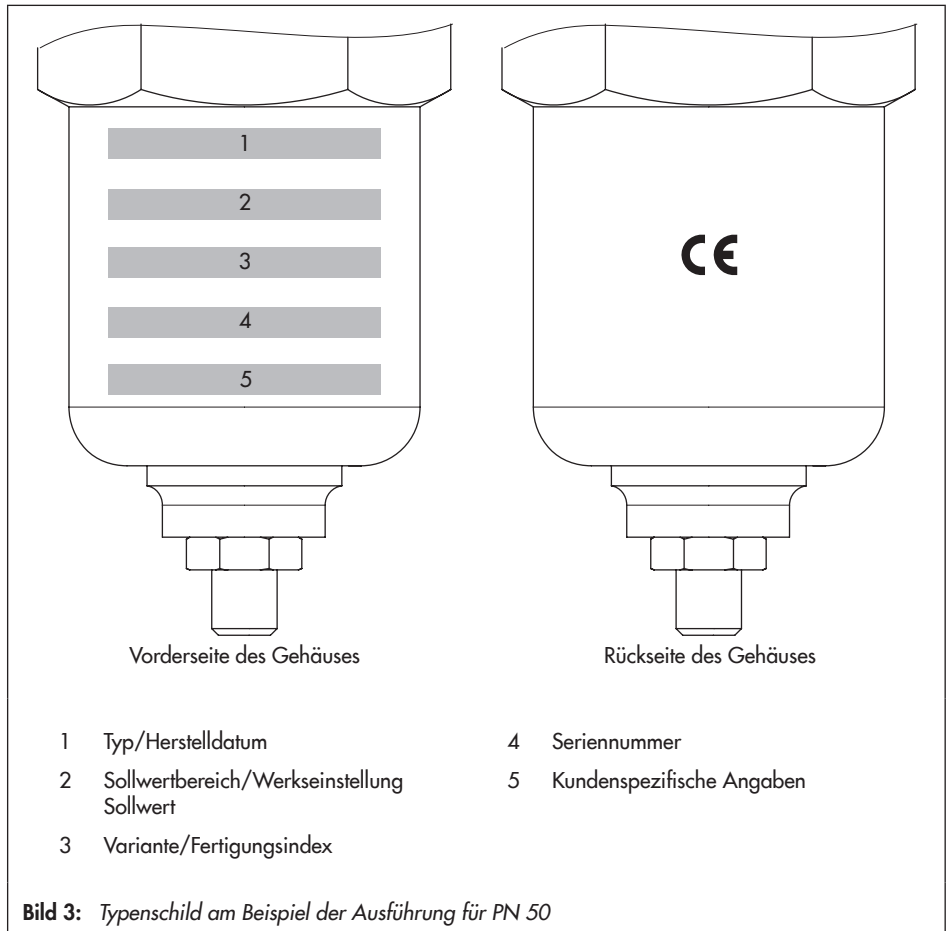 1
2
3
4
5
CE
Vorderseite des Gehäuses
Rückseite des Gehäuses
1 Typ/Herstelldatum
2 Sollwertbereich/Werkseinstellung
Sollwert
3 Variante/Fertigungsindex
4 Seriennummer
5 Kundenspezifische Angaben
Bild 3: Typenschild am Beispiel der Ausführung für PN 50